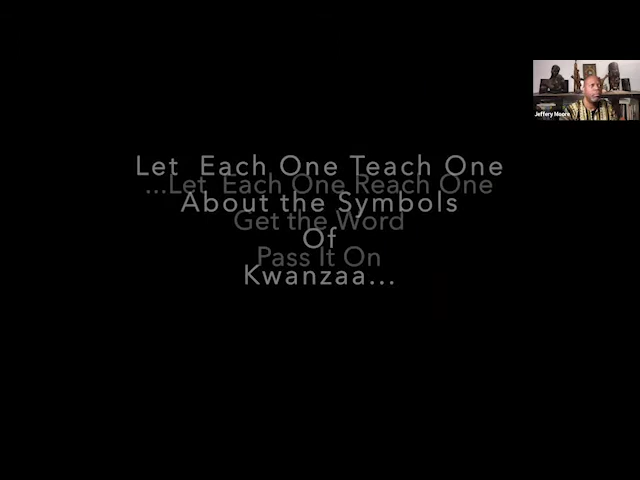 Jeffery Moore
Let Each One Teach One
...Let Each One Reach One
About the Symbols
Get the Word
Of
Pass It On
Kwanzaa...